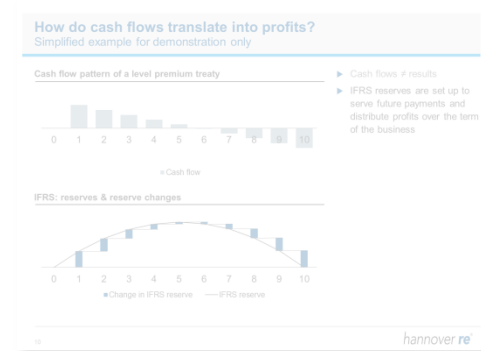 How do cash flows translate into profits?
Simplified example for demonstration only
Cash flow pattern of a level premium treaty
0 1 2 3 4 5 6 7 8 9 10
Cash flow
IFRS: reserves & reserve changes
0 1 2 3 4 5 6 7 8 9 10
Change in IFRS reserve IFRS reserve
Cash flows ≠ results
IFRS reserves are set up to
serve future payments and
distribute profits over the term
of the business
hannover re